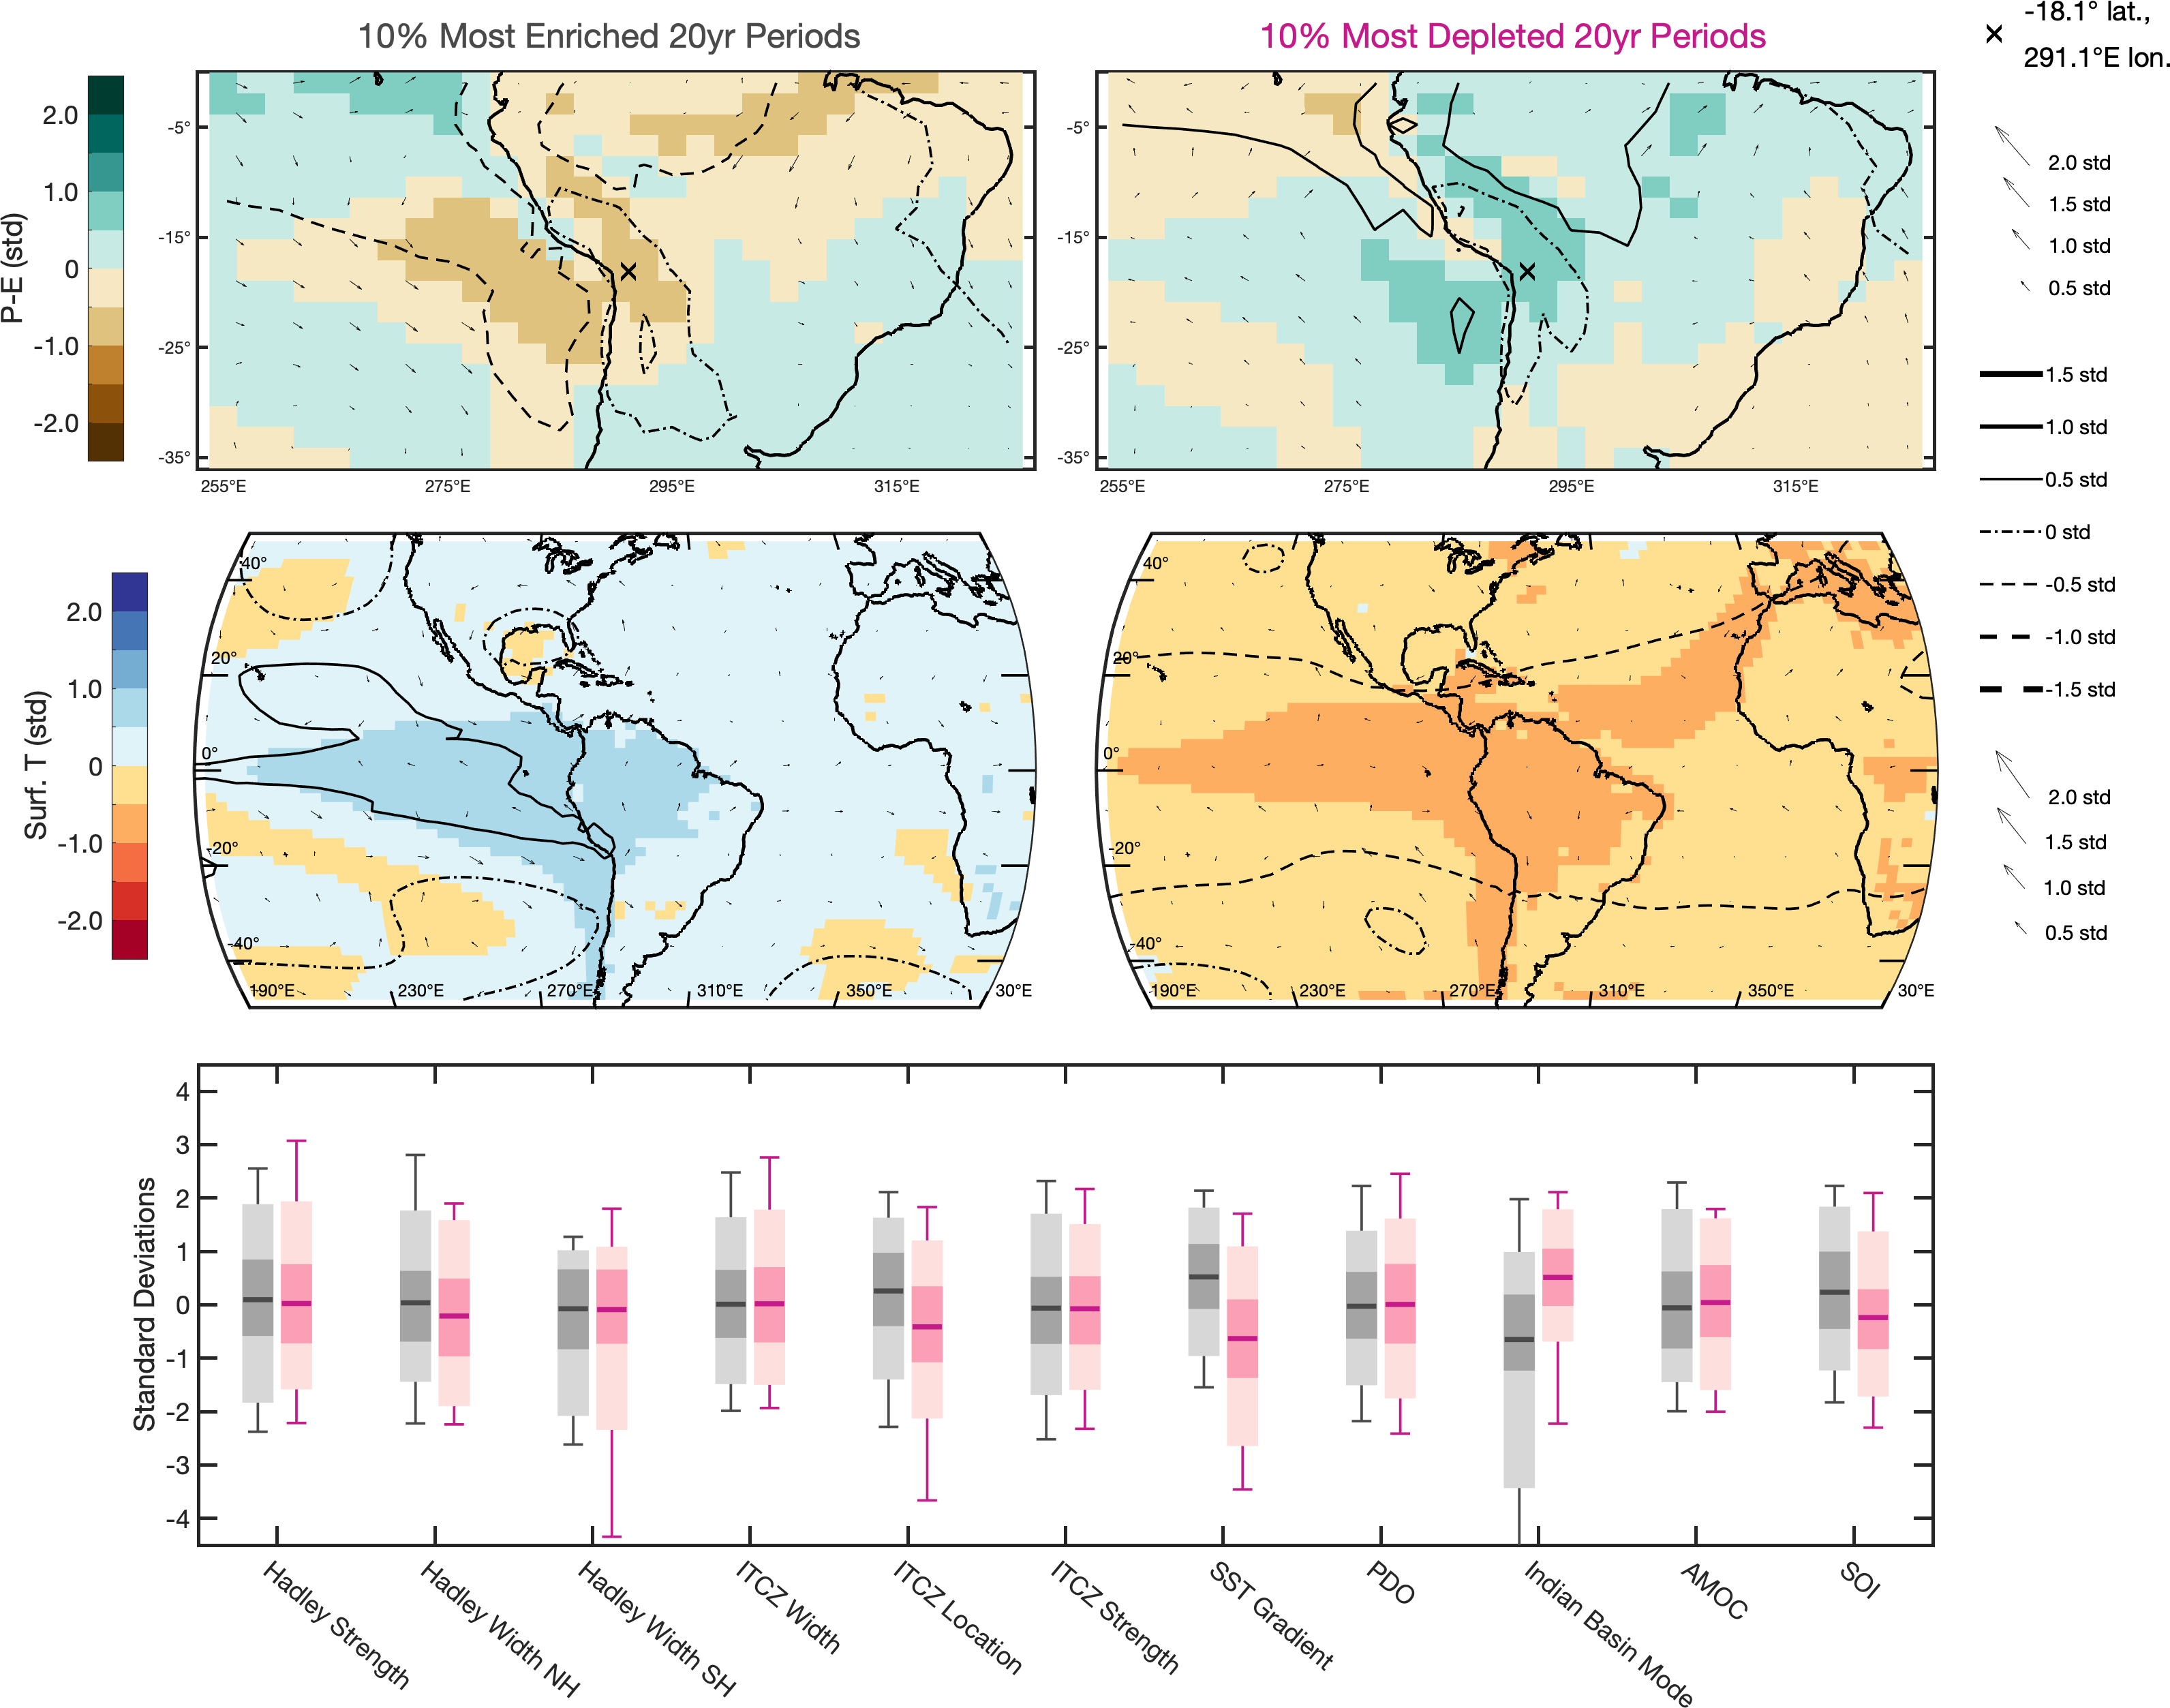 10% Most Enriched 20yr Periods
10% Most Depleted 20yr Periods
-18.1° lat.,
291.1°E lon.
P-E (std)
2.0
1.0
0
-1.0
-2.0
-5°
-15°
-25°
-35°
255°E
275°E
295°E
315°E
-5°
-15°
-25°
-35°
255°E
275°E
295°E
315°E
2.0 std
1.5 std
1.0 std
0.5 std
1.5 std
1.0 std
0.5 std
0 std
-0.5 std
-1.0 std
-1.5 std
Surf. T (std)
2.0
1.0
0
-1.0
-2.0
40°
20°
0°
-20°
-40°
190°E
230°E
270°E
310°E
350°E
30°E
40°
20°
0°
-20°
-40°
190°E
230°E
270°E
310°E
350°E
30°E
2.0 std
1.5 std
1.0 std
0.5 std
Standard Deviations
4
3
2
1
0
-1
-2
-3
-4
Hadley Strength
Hadley Width NH
Hadley Width SH
ITCZ Width
ITCZ Location
ITCZ Strength
SST Gradient
PDO
Indian Basin Mode
AMOC
SOI